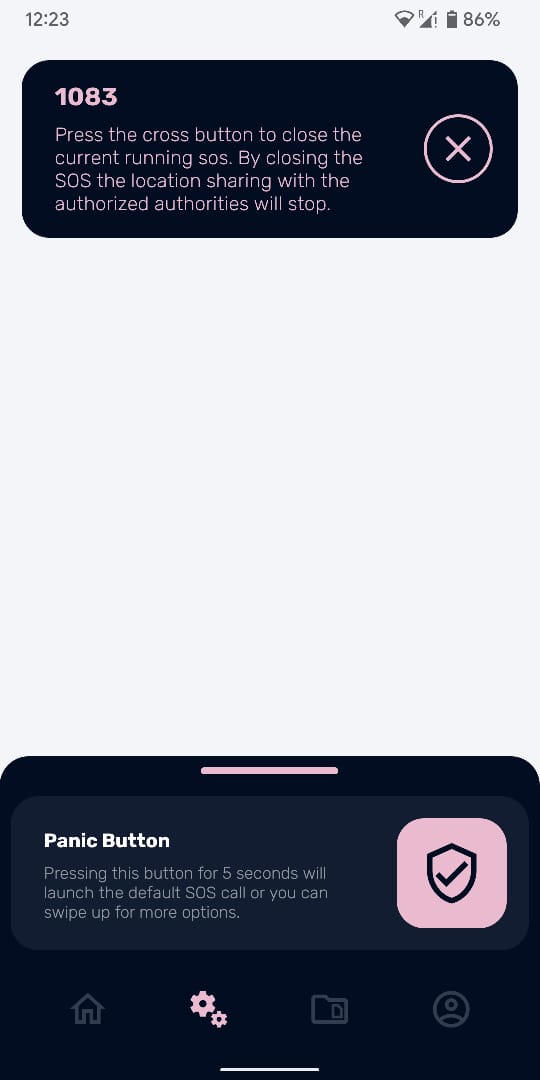 12:23
R
86%
1083
Press the cross button to close the
current running sos. By closing the
SOS the location sharing with the
authorized authorities will stop.
Panic Button
Pressing this button for 5 seconds will
launch the default SOS call or you can
swipe up for more options.